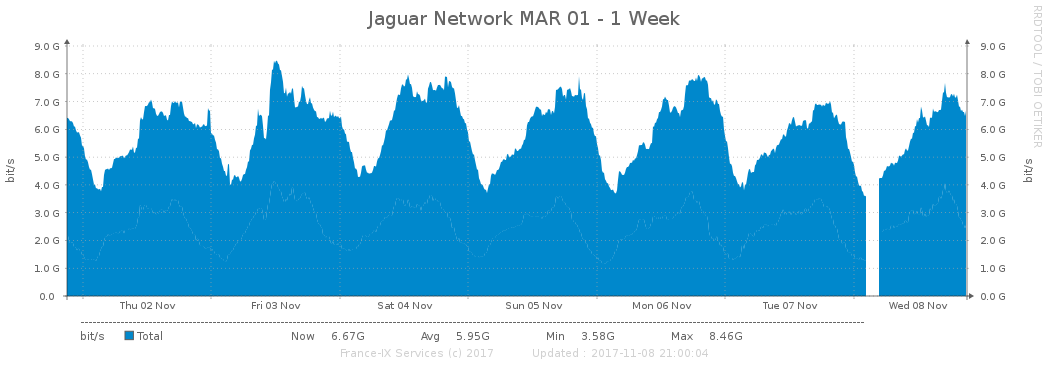 Jaguar Network MAR 01 - 1 Week
RRDTOOL / TOBI OETIKER
bit/s
9.0 G 9.0 G
8.0 G 8.0 G
7.0 G 7.0 G
6.0 G 6.0 G
5.0 G 5.0 G
4.0 G 4.0 G
3.0 G 3.0 G
2.0 G 2.0 G
1.0 G 1.0 G
0.0 0.0 G
bit/s
Thu 02 Nov Fri 03 Nov Sat 04 Nov Sun 05 Nov Mon 06 Nov Tue 07 Nov Wed 08 Nov
bit/s Total Now 6.67G Avg 5.95G Min 3.58G Max 8.46G
France-IX Services (c) 2017 Updated : 2017-11-08 21:00:04